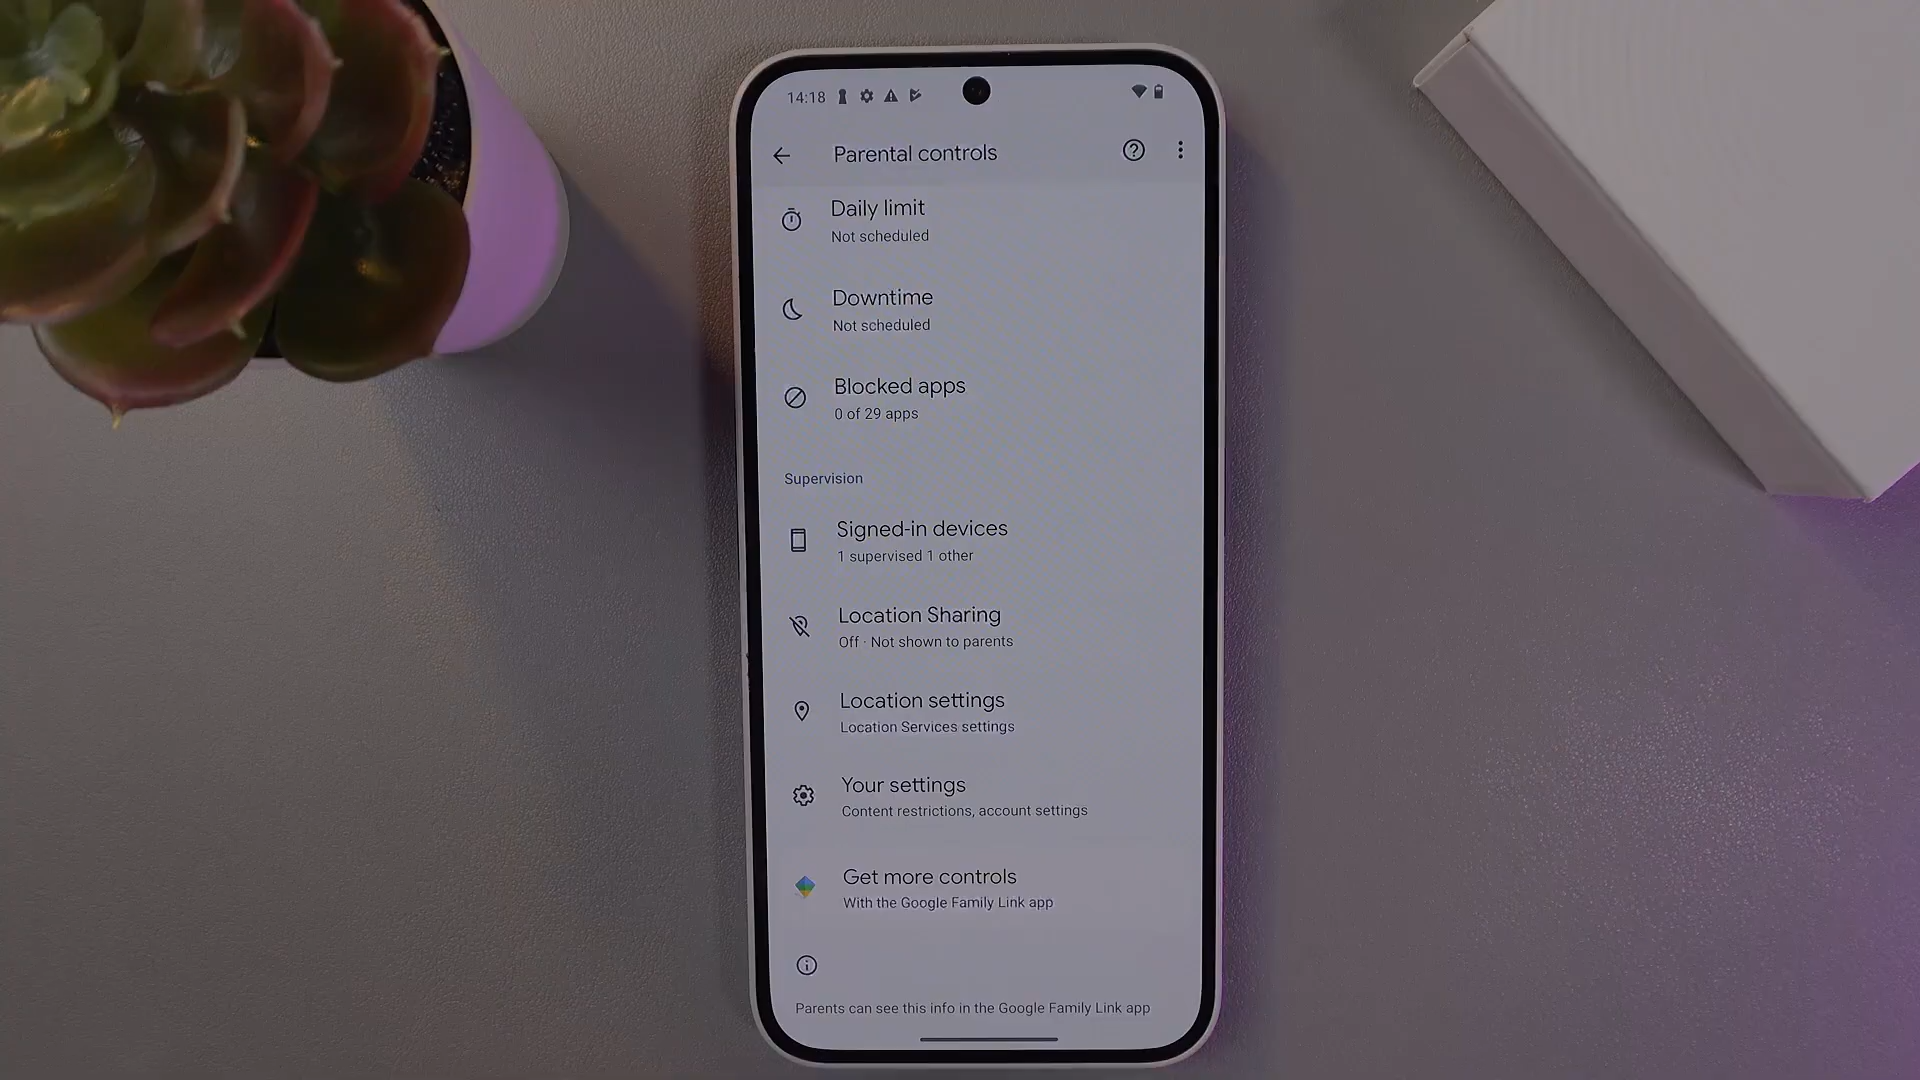 14:18
Parental controls
Daily limit
Not scheduled
Downtime
Not scheduled
Blocked apps
0 of 29 apps
Supervision
Signed-in devices
1 supervised 1 other
Location Sharing
Off · Not shown to parents
Location settings
Location Services settings
Your settings
Content restrictions, account settings
Get more controls
With the Google Family Link app
Parents can see this info in the Google Family Link app